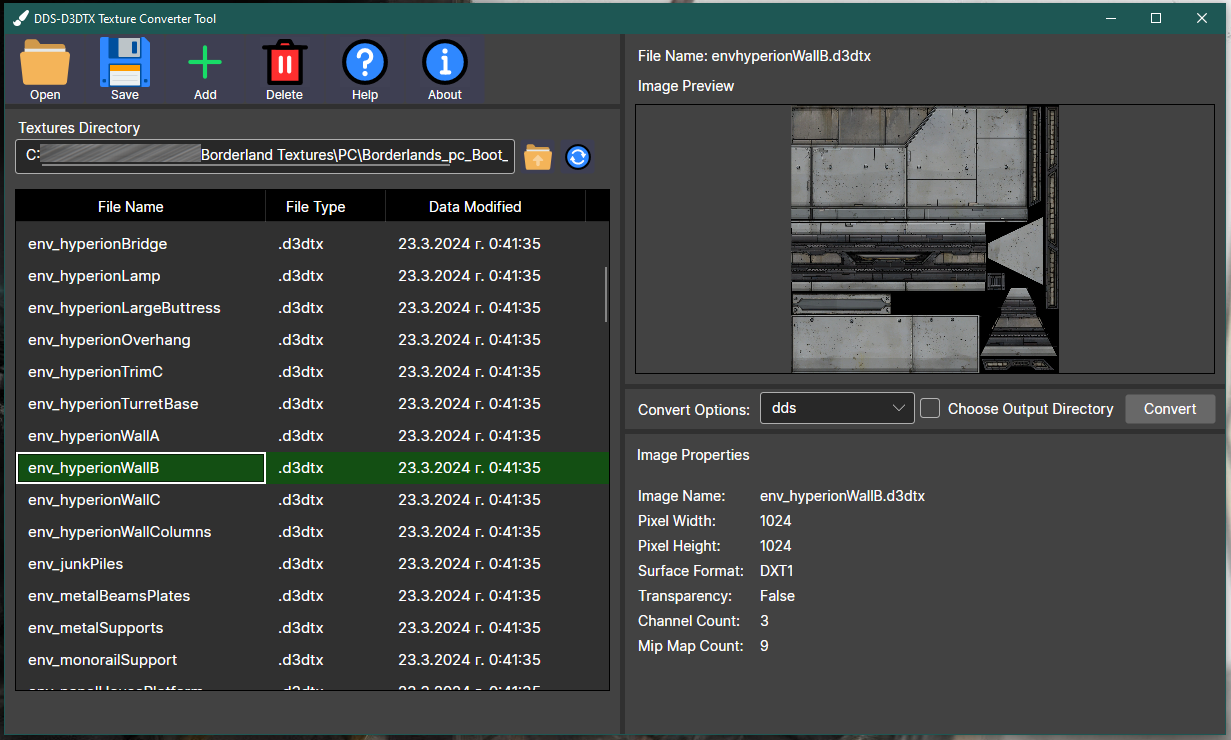 DDS-D3DTX Texture Converter Tool
Open Save Add Delete Help About
Textures Directory
C: Borderland Textures\PC\Borderlands_pc_Boot_
File Name File Type Data Modified
env_hyperionBridge .d3dtx 23.3.2024 г. 0:41:35
env_hyperionLamp .d3dtx 23.3.2024 г. 0:41:35
env_hyperionLargeButtress .d3dtx 23.3.2024 г. 0:41:35
env_hyperionOverhang .d3dtx 23.3.2024 г. 0:41:35
env_hyperionTrimC .d3dtx 23.3.2024 г. 0:41:35
env_hyperionTurretBase .d3dtx 23.3.2024 г. 0:41:35
env_hyperionWallA .d3dtx 23.3.2024 г. 0:41:35
env_hyperionWallB .d3dtx 23.3.2024 г. 0:41:35
env_hyperionWallC .d3dtx 23.3.2024 г. 0:41:35
env_hyperionWallColumns .d3dtx 23.3.2024 г. 0:41:35
env_junkPiles .d3dtx 23.3.2024 г. 0:41:35
env_metalBeamsPlates .d3dtx 23.3.2024 г. 0:41:35
env_metalSupports .d3dtx 23.3.2024 г. 0:41:35
env_monorailSupport .d3dtx 23.3.2024 г. 0:41:35
File Name: envhyperionWallB.d3dtx
Image Preview
Convert Options: dds Choose Output Directory Convert
Image Properties
Image Name: env_hyperionWallB.d3dtx
Pixel Width: 1024
Pixel Height: 1024
Surface Format: DXT1
Transparency: False
Channel Count: 3
Mip Map Count: 9